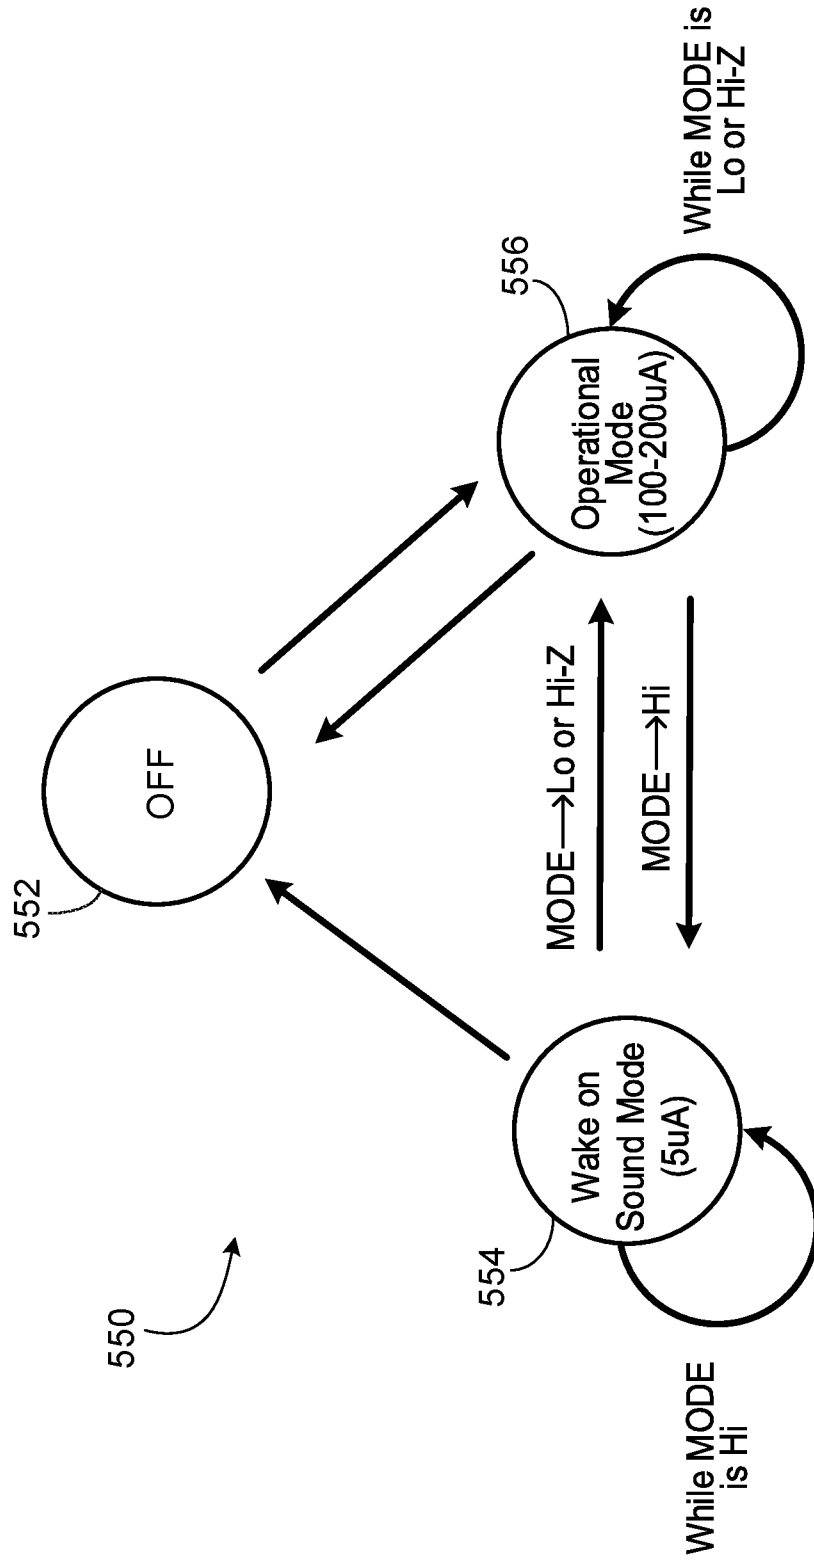 550
552
OFF
554
Wake on
Sound Mode
(5uA)
While MODE
is Hi
MODE→Lo or Hi-Z
MODE→Hi
556
Operational
Mode
(100-200uA)
While MODE is
Lo or Hi-Z